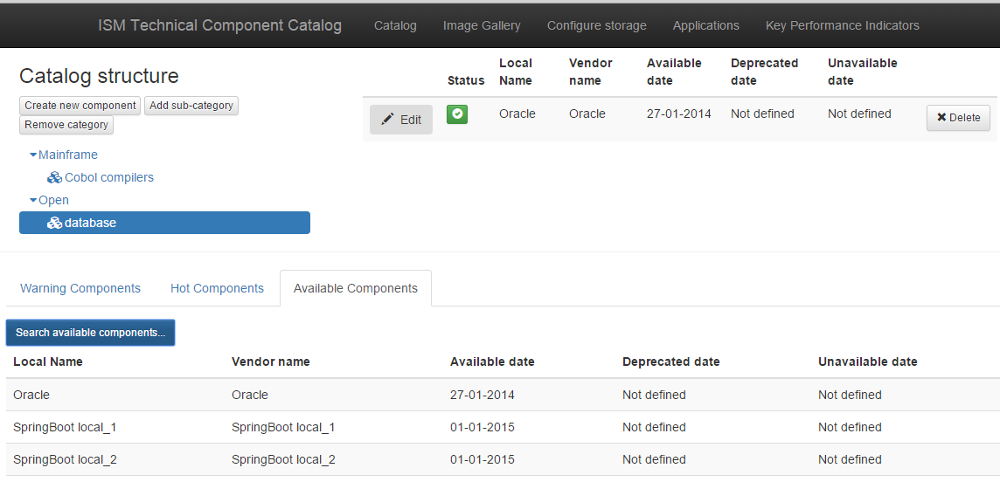 ISM Technical Component Catalog Catalog Image Gallery Configure storage Applications Key Performance Indicators
Catalog structure
Create new component Add sub-category
Remove category
Mainframe
Cobol compilers
Open
database
Status Local Name Vendor name Available date Deprecated date Unavailable date
Edit Oracle Oracle 27-01-2014 Not defined Not defined Delete
Warning Components Hot Components Available Components
Search available components...
Local Name Vendor name Available date Deprecated date Unavailable date
Oracle Oracle 27-01-2014 Not defined Not defined
SpringBoot local_1 SpringBoot local_1 01-01-2015 Not defined Not defined
SpringBoot local_2 SpringBoot local_2 01-01-2015 Not defined Not defined